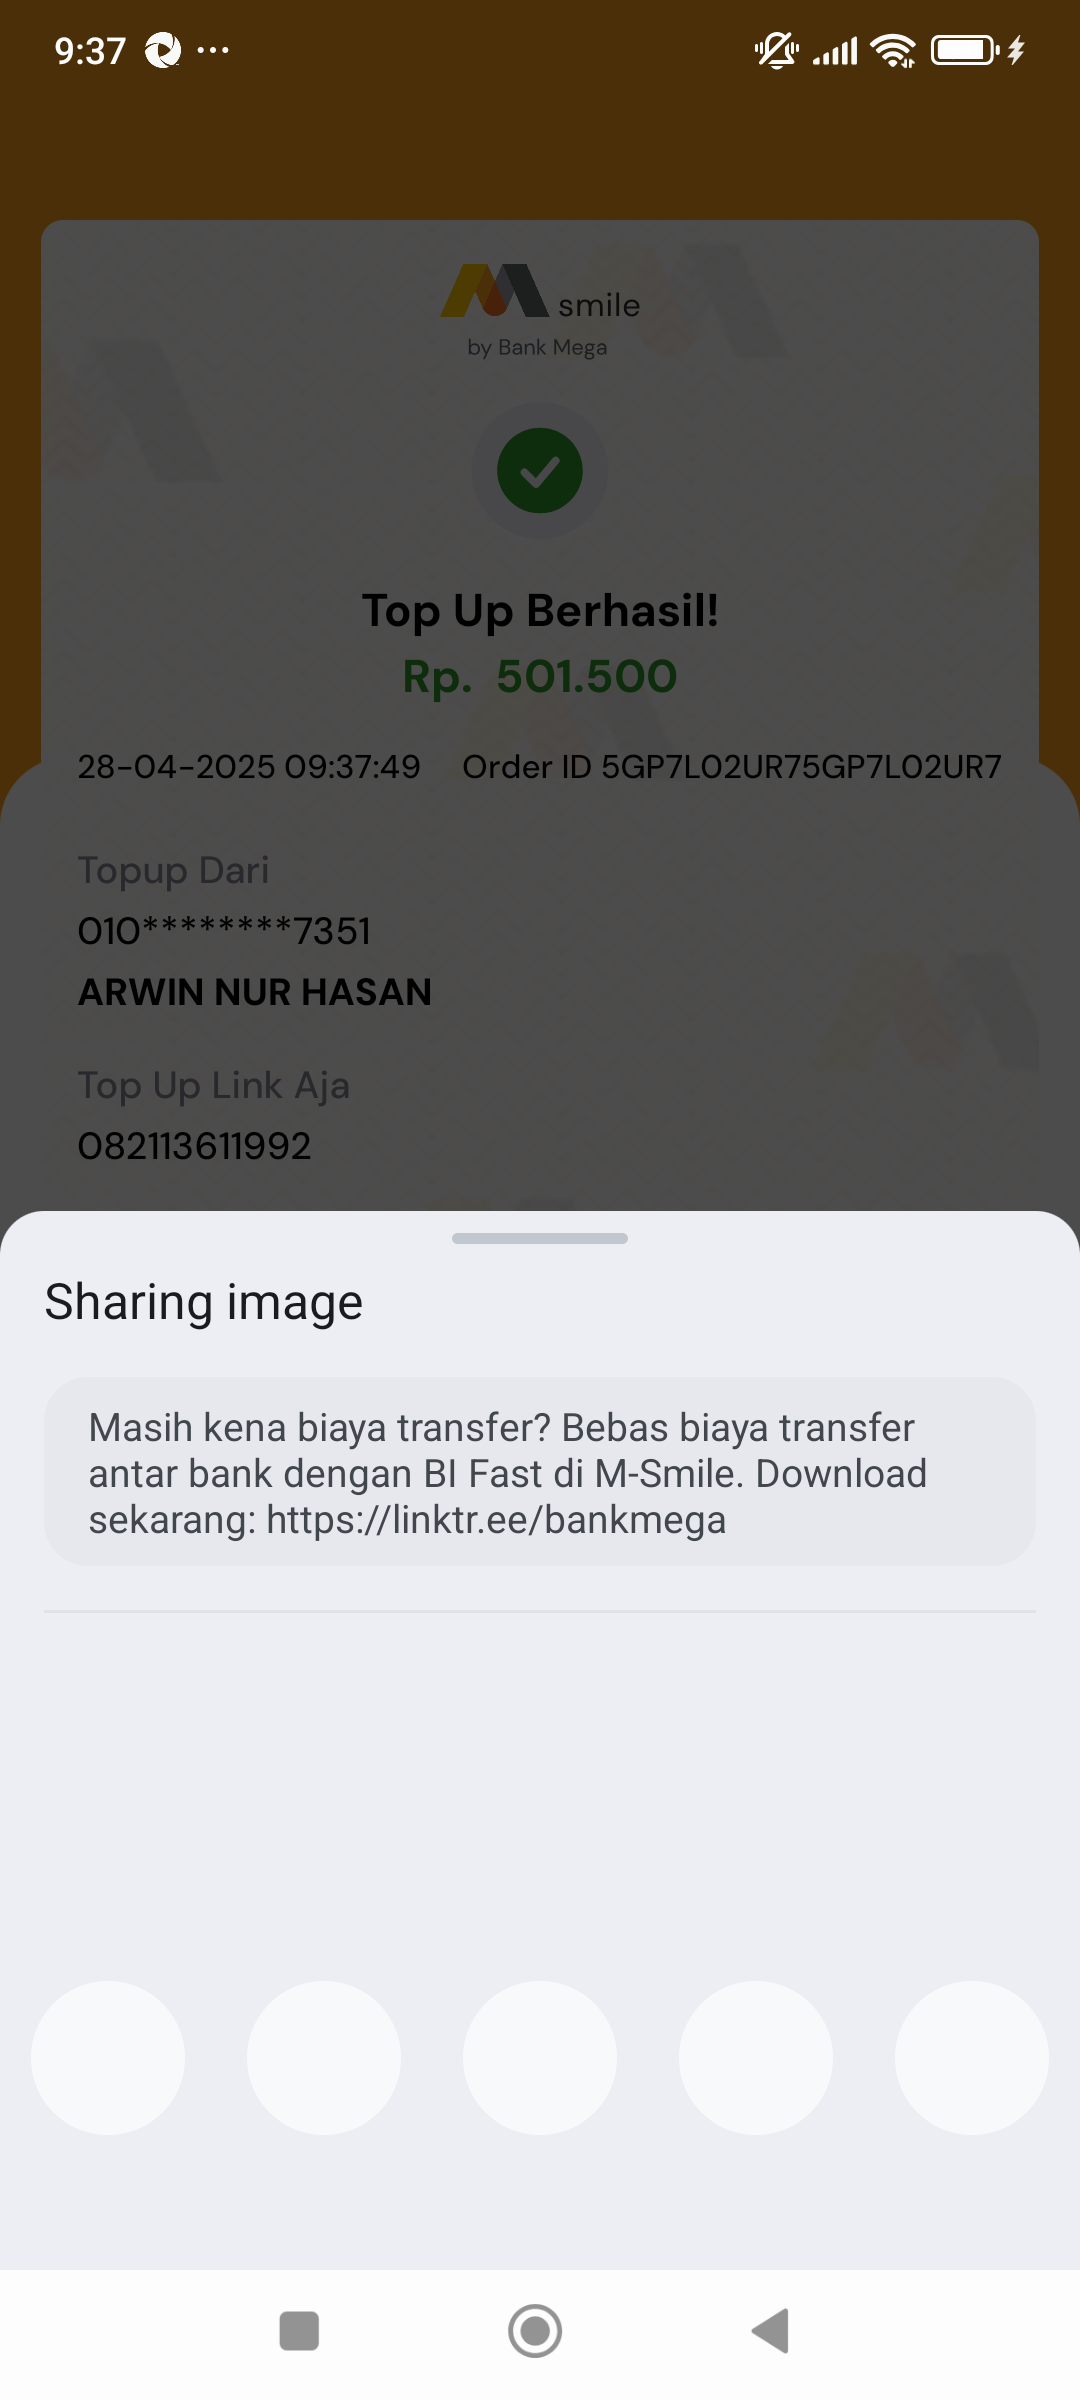 9:37
smile
by Bank Mega
Top Up Berhasil!
Rp. 501.500
28-04-2025 09:37:49 Order ID 5GP7L02UR75GP7L02UR7
Topup Dari
010********7351
ARWIN NUR HASAN
Top Up Link Aja
082113611992
Sharing image
Masih kena biaya transfer? Bebas biaya transfer
antar bank dengan BI Fast di M-Smile. Download
sekarang: https://linktr.ee/bankmega